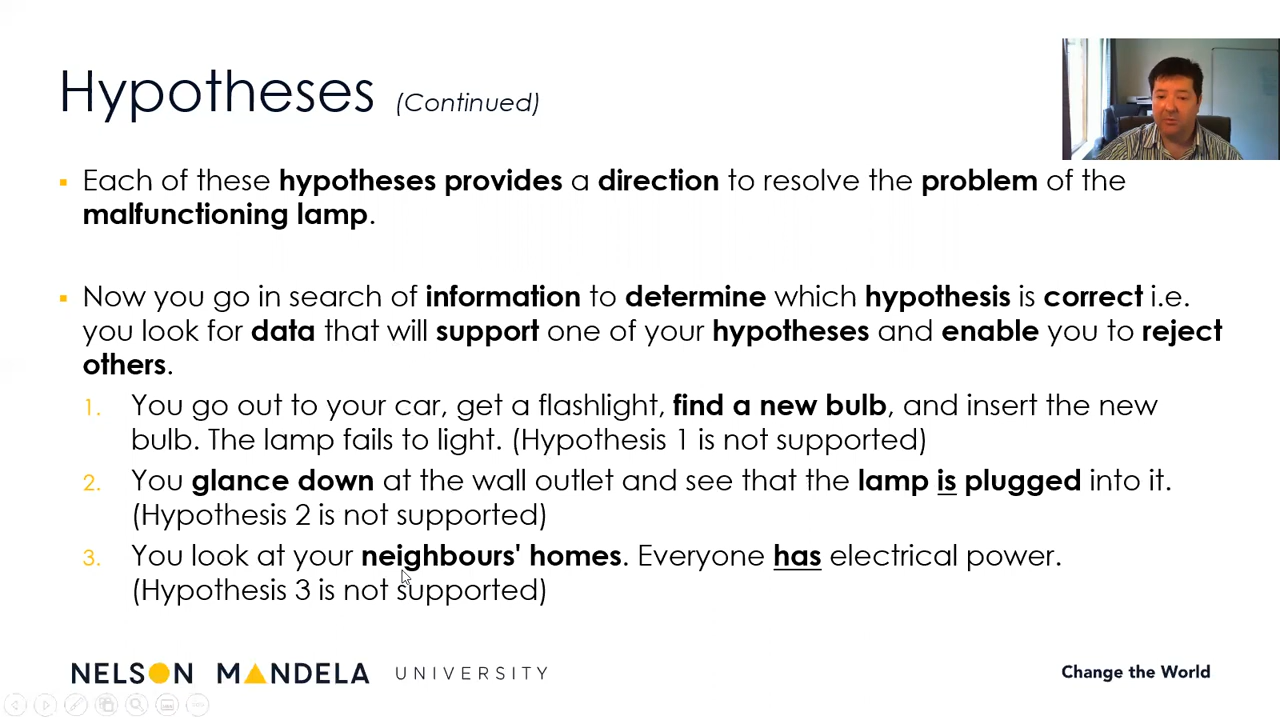 Hypotheses (Continued)
Each of these hypotheses provides a direction to resolve the problem of the
malfunctioning lamp.
Now you go in search of information to determine which hypothesis is correct i.e.
you look for data that will support one of your hypotheses and enable you to reject
others.
1. You go out to your car, get a flashlight, find a new bulb, and insert the new
bulb. The lamp fails to light. (Hypothesis 1 is not supported)
2. You glance down at the wall outlet and see that the lamp is plugged into it.
(Hypothesis 2 is not supported)
3. You look at your neighbours' homes. Everyone has electrical power.
(Hypothesis 3 is not supported)
NELSON MANDELA UNIVERSITY
Change the World